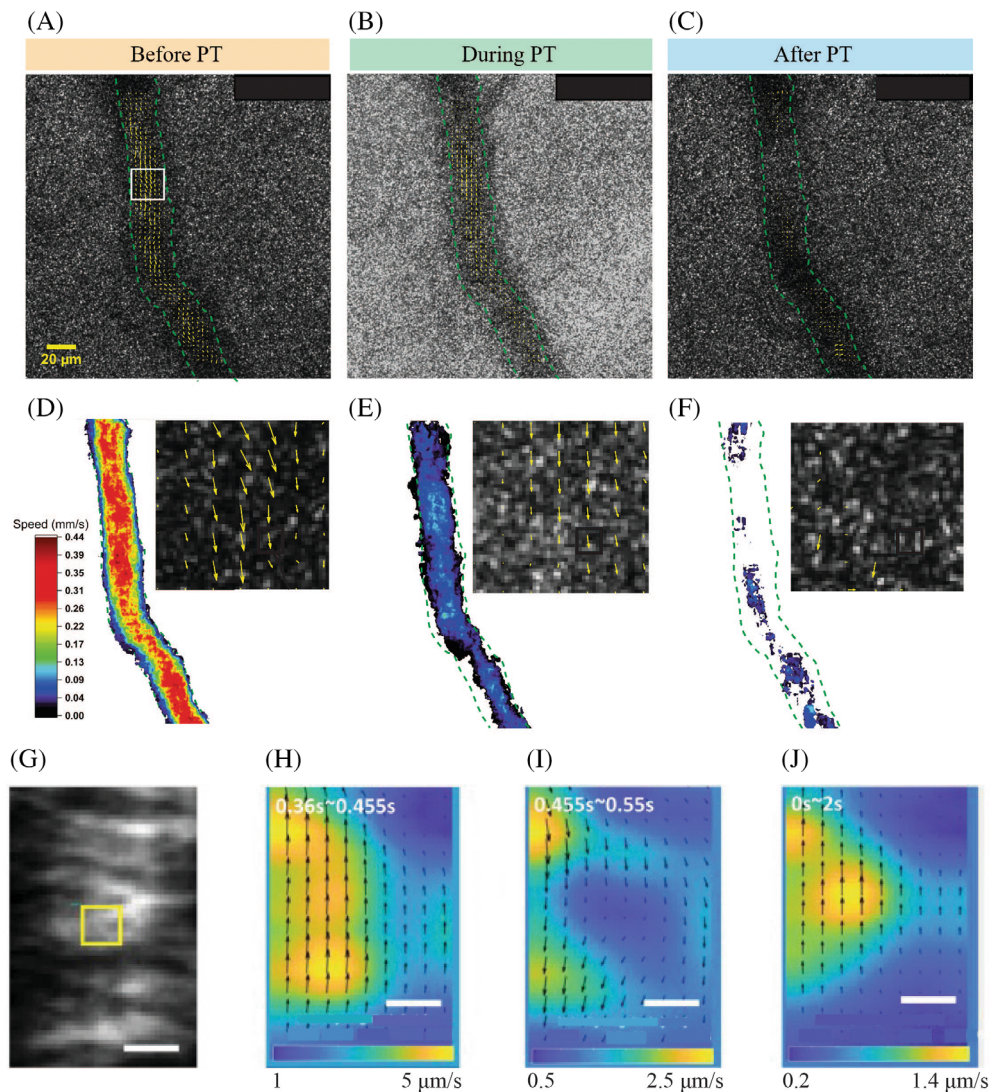 (A)
(B)
(C)
Before PT
During PT
After PT
20 μm
(D)
(E)
(F)
Speed (mm/s)
0.44
0.39
0.35
0.31
0.26
0.22
0.17
0.13
0.09
0.04
0.00
(G)
(H)
(I)
(J)
0.36s~0.455s
0.455s~0.55s
0s~2s
1
5 μm/s
0.5
2.5 μm/s
0.2
1.4 μm/s